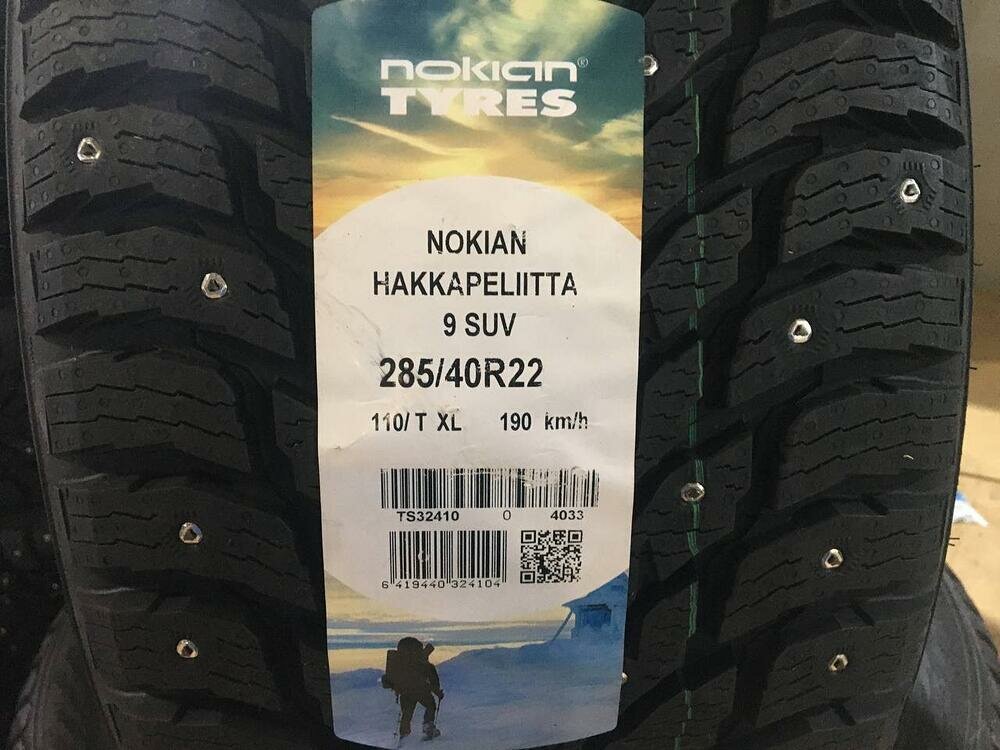 nokian®
TYRES
NOKIAN
HAKKAPELIITTA
9 SUV
285/40R22
110/ T XL 190 km/h
TS32410 0 4033
6 419440 324104